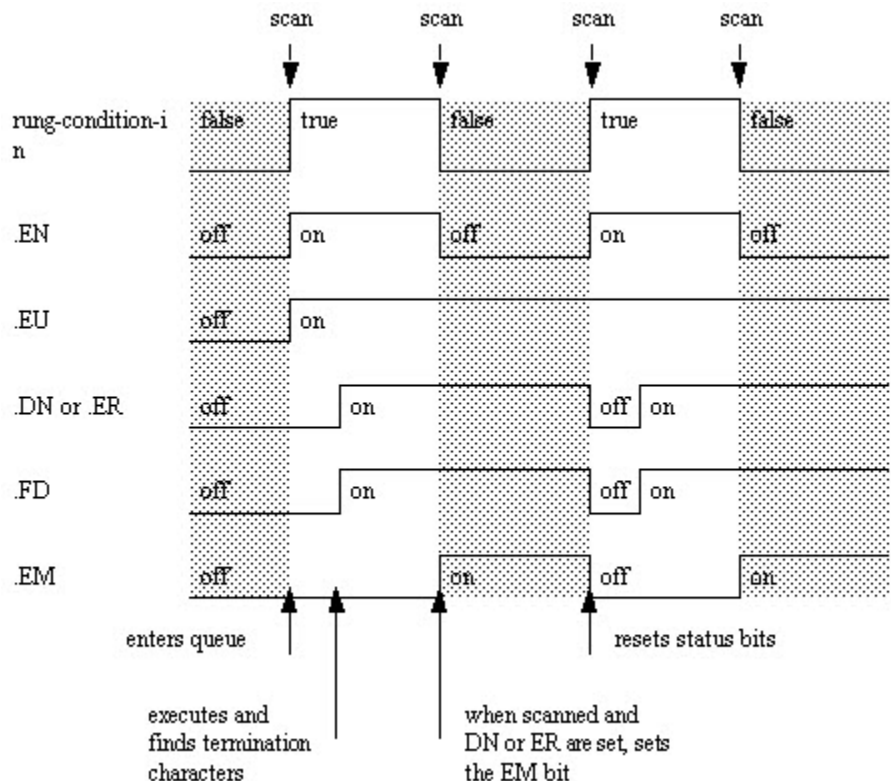 scan scan scan scan
rung-condition-i
n
false true false true false
.EN off on off on off
.EU off on
.DN or .ER off on off on
.FD off on off on
.EM off on off on
enters queue resets status bits
executes and
finds termination
characters
when scanned and
DN or ER are set, sets
the EM bit